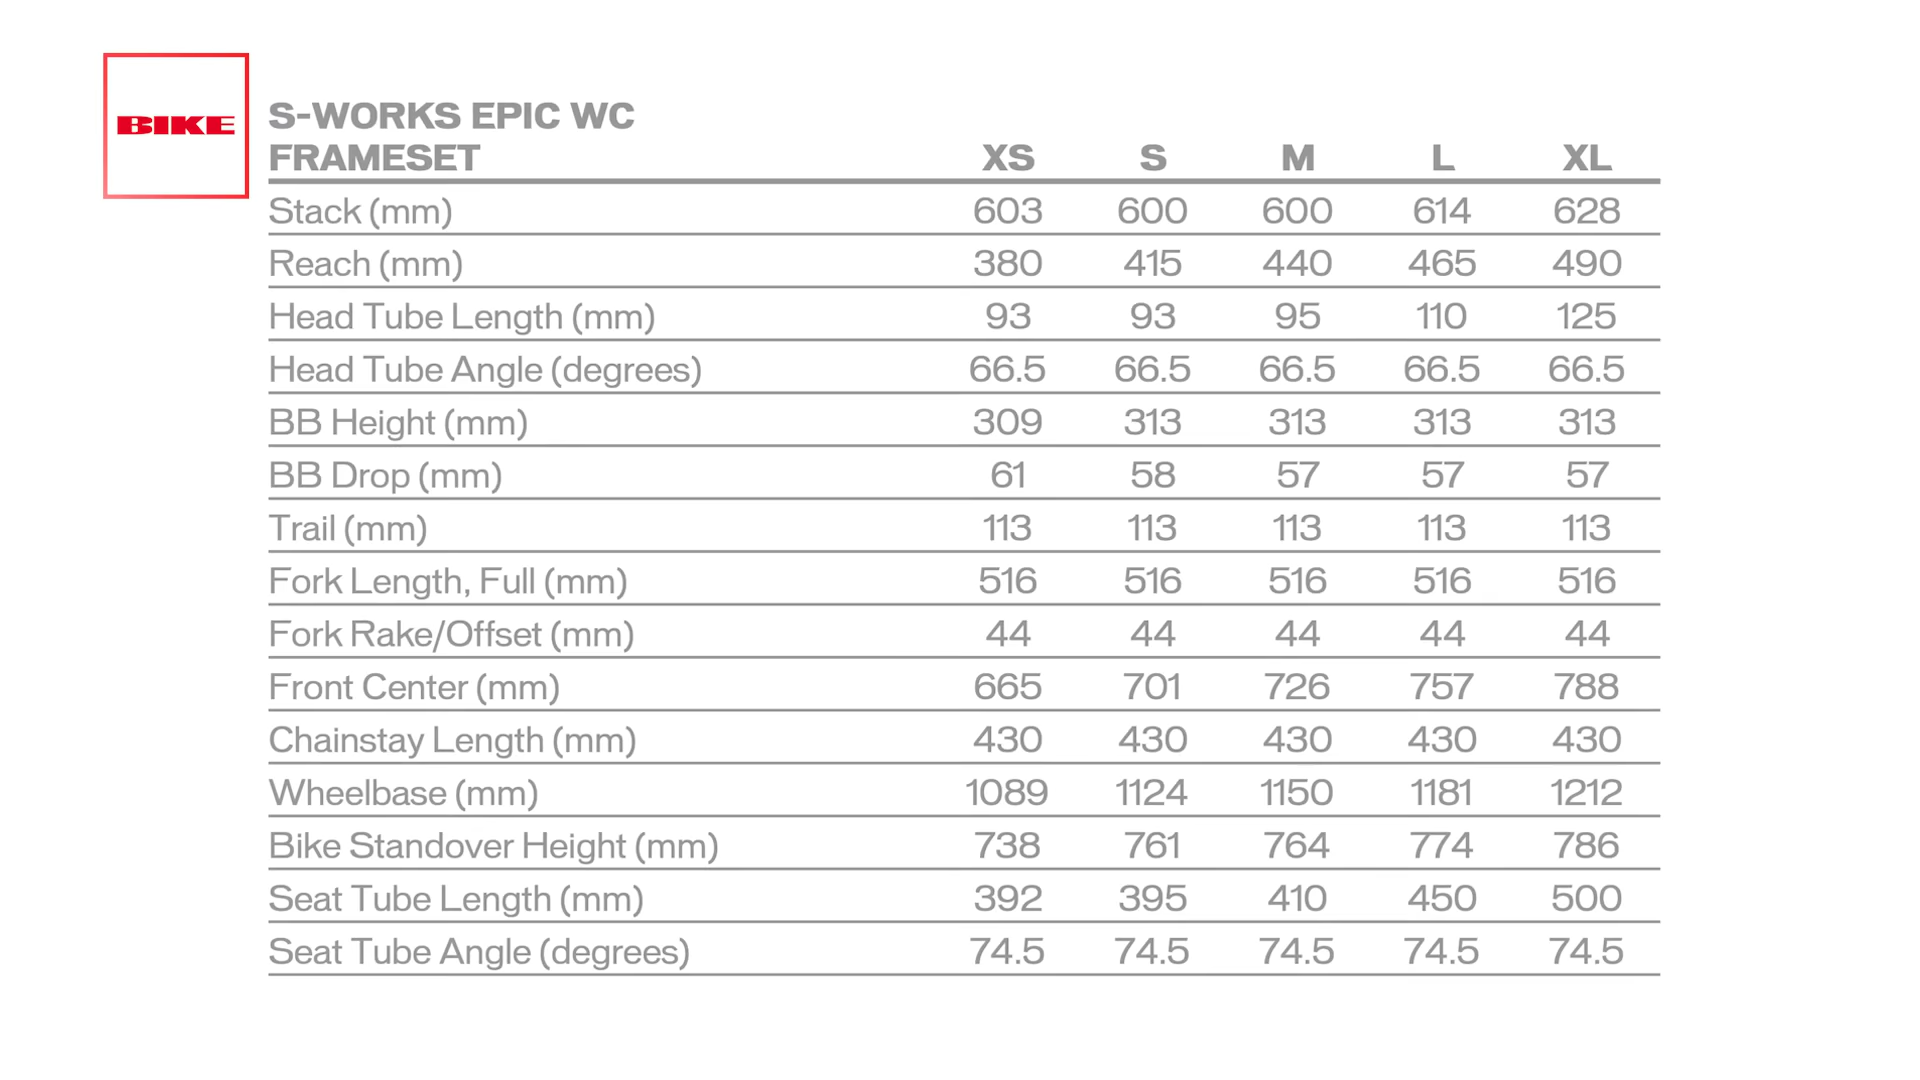 BIKE
S-WORKS EPIC WC
FRAMESET XS S M L XL
Stack (mm) 603 600 600 614 628
Reach (mm) 380 415 440 465 490
Head Tube Length (mm) 93 93 95 110 125
Head Tube Angle (degrees) 66.5 66.5 66.5 66.5 66.5
BB Height (mm) 309 313 313 313 313
BB Drop (mm) 61 58 57 57 57
Trail (mm) 113 113 113 113 113
Fork Length, Full (mm) 516 516 516 516 516
Fork Rake/Offset (mm) 44 44 44 44 44
Front Center (mm) 665 701 726 757 788
Chainstay Length (mm) 430 430 430 430 430
Wheelbase (mm) 1089 1124 1150 1181 1212
Bike Standover Height (mm) 738 761 764 774 786
Seat Tube Length (mm) 392 395 410 450 500
Seat Tube Angle (degrees) 74.5 74.5 74.5 74.5 74.5